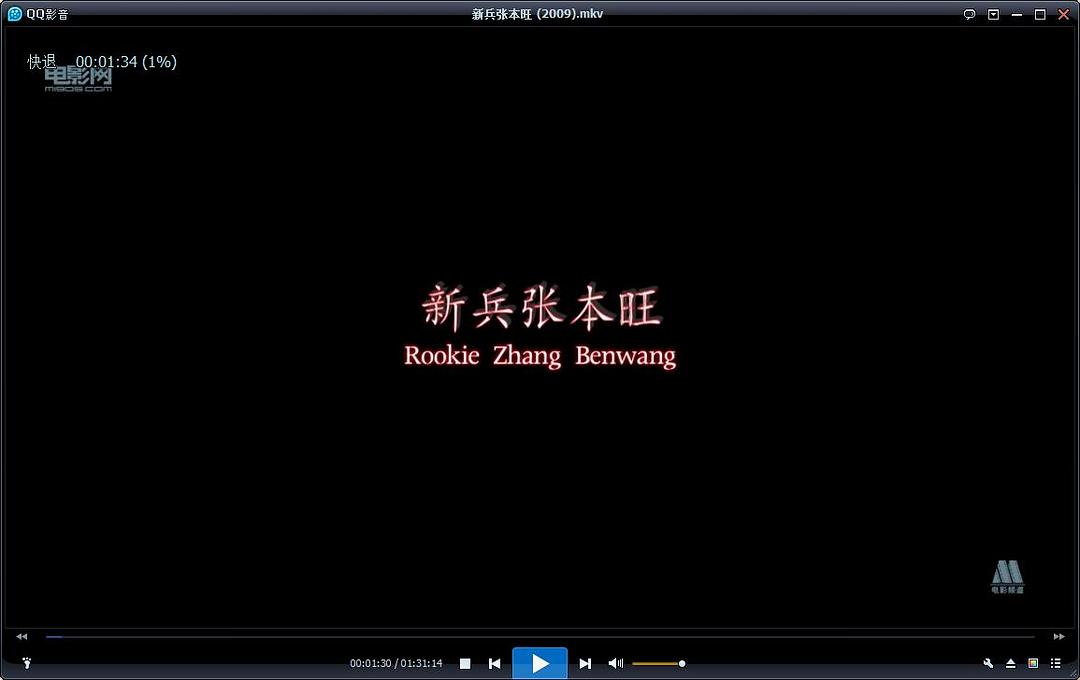 QQ影音
新兵张本旺 (2009).mkv
快退 00:01:34 (1%)
电影网
m1905.com
新兵张本旺
Rookie Zhang Benwang
电影频道
00:01:30 / 01:31:14